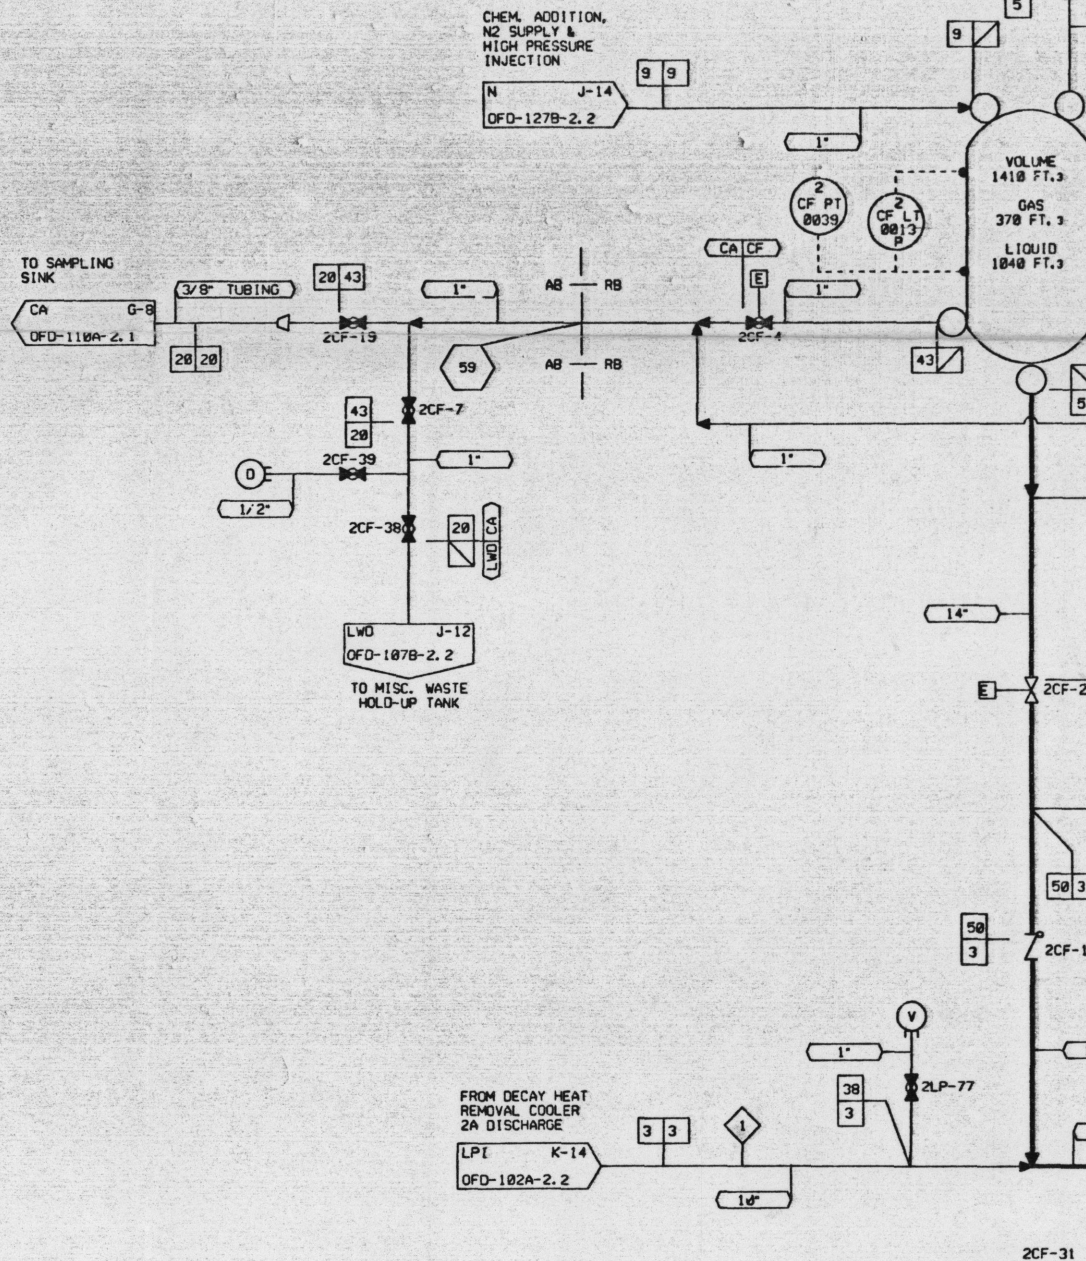 CHEM. ADDITION,
N2 SUPPLY &
HIGH PRESSURE
INJECTION
N J-14
OFD-127B-2.2
9 9
5
9
1"
VOLUME
1410 FT.3
GAS
370 FT.3
LIQUID
1040 FT.3
2
CF PT
0039
2
CF LT
0013
P
TO SAMPLING
SINK
CA G-8
OFD-110A-2.1
3/8" TUBING
20 43
1"
AB RB
CA CF
E
1"
2CF-19
20 20
59
AB RB
2CF-4
43
5
43
20
2CF-7
1"
1"
2CF-39
D
1/2"
2CF-38
20
LWD CA
LWD J-12
OFD-107B-2.2
TO MISC. WASTE
HOLD-UP TANK
14"
E
2CF-2
50 3
50
3
2CF-1
V
1"
2LP-77
38
3
FROM DECAY HEAT
REMOVAL COOLER
2A DISCHARGE
LPI K-14
OFD-102A-2.2
3 3
1
10"
2CF-31